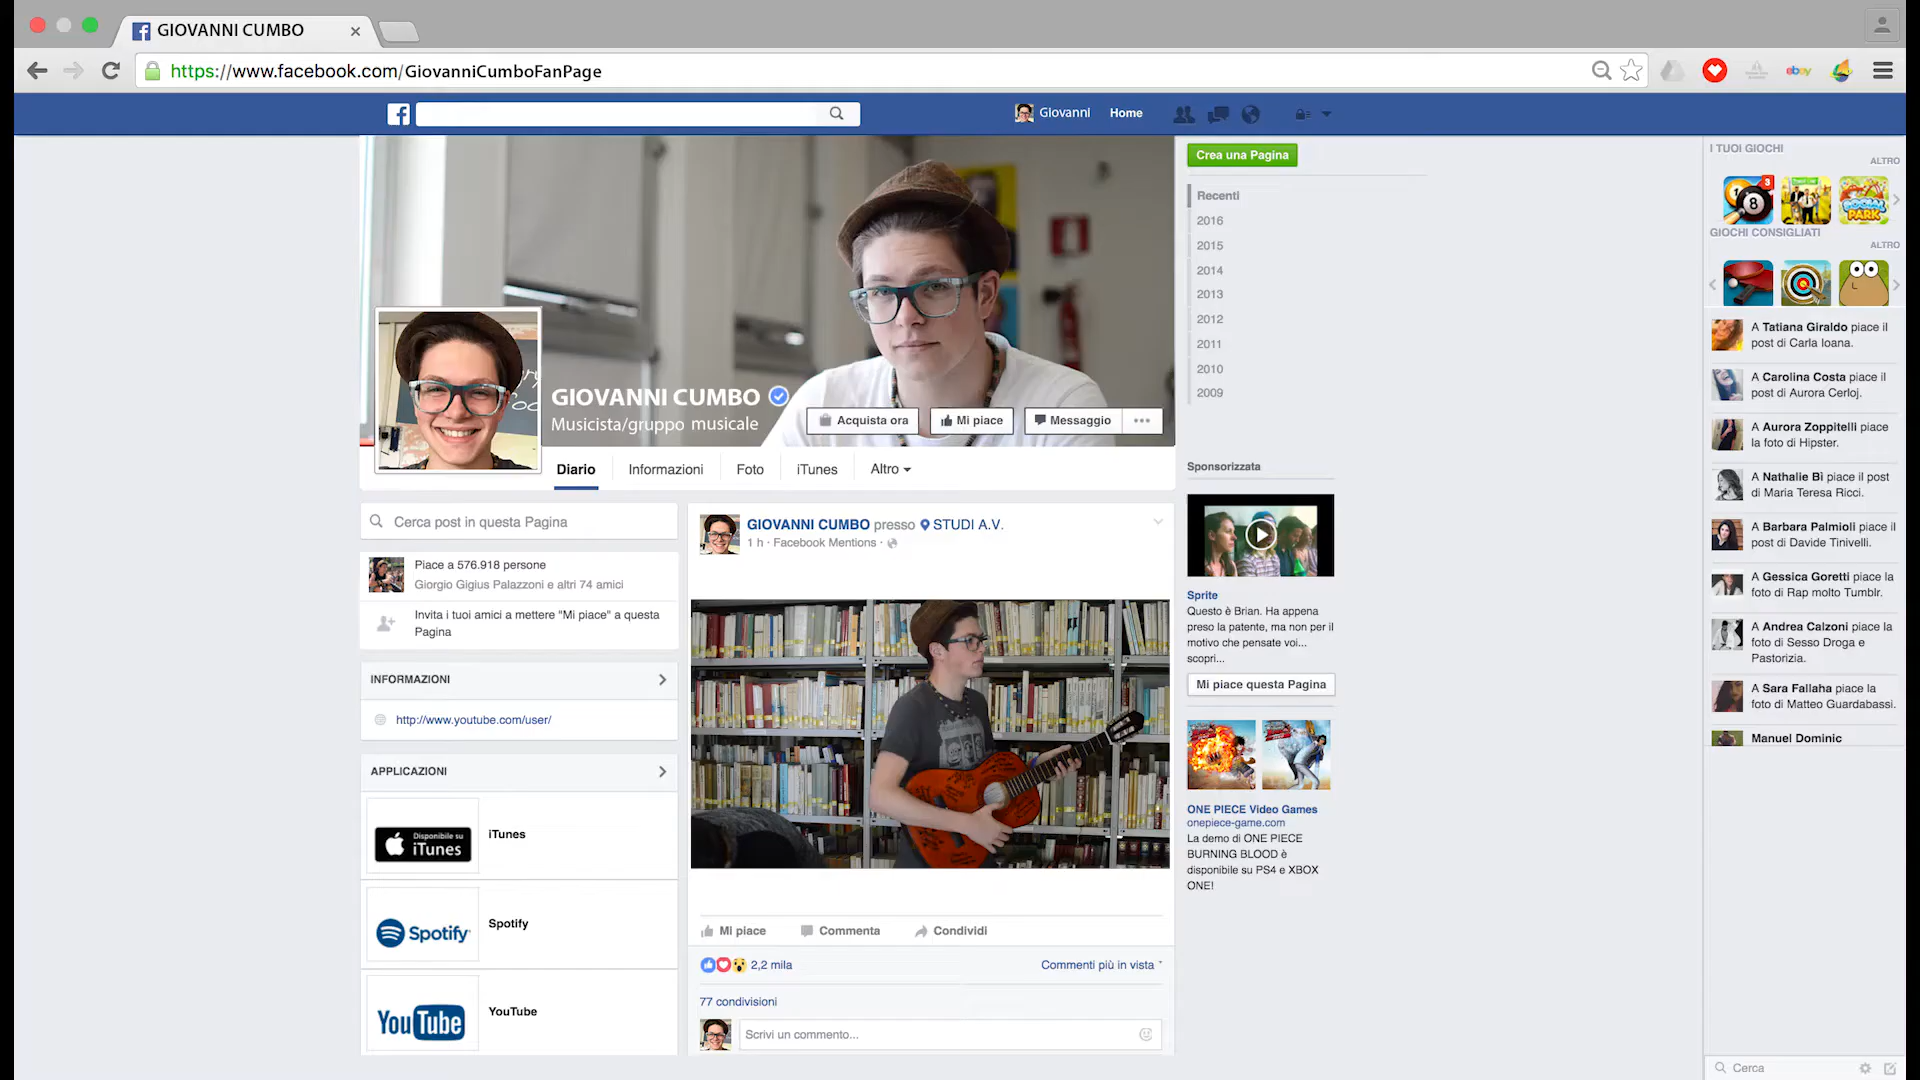 GIOVANNI CUMBO
https://www.facebook.com/GiovanniCumboFanPage
ebay
Giovanni
Home
GIOVANNI CUMBO
Musicista/gruppo musicale
Acquista ora
Mi piace
Messaggio
Diario
Informazioni
Foto
iTunes
Altro
Cerca post in questa Pagina
Piace a 576.918 persone
Giorgio Gigius Palazzoni e altri 74 amici
Invita i tuoi amici a mettere "Mi piace" a questa
Pagina
INFORMAZIONI
http://www.youtube.com/user/
APPLICAZIONI
Disponibile su
iTunes
iTunes
Spotify
Spotify
YouTube
YouTube
GIOVANNI CUMBO presso STUDI A.V.
1 h · Facebook Mentions ·
Mi piace
Commenta
Condividi
2,2 mila
Commenti più in vista
77 condivisioni
Scrivi un commento...
Crea una Pagina
Recenti
2016
2015
2014
2013
2012
2011
2010
2009
Sponsorizzata
Sprite
Questo è Brian. Ha appena
preso la patente, ma non per il
motivo che pensate voi...
scopri...
Mi piace questa Pagina
ONE PIECE Video Games
onepiece-game.com
La demo di ONE PIECE
BURNING BLOOD è
disponibile su PS4 e XBOX
ONE!
I TUOI GIOCHI
ALTRO
3
8
SOCIAL
PARK
GIOCHI CONSIGLIATI
ALTRO
A Tatiana Giraldo piace il
post di Carla Ioana.
A Carolina Costa piace il
post di Aurora Cerloj.
A Aurora Zoppitelli piace
la foto di Hipster.
A Nathalie Bì piace il post
di Maria Teresa Ricci.
A Barbara Palmioli piace il
post di Davide Tinivelli.
A Gessica Goretti piace la
foto di Rap molto Tumblr.
A Andrea Calzoni piace la
foto di Sesso Droga e
Pastorizia.
A Sara Fallaha piace la
foto di Matteo Guardabassi.
Manuel Dominic
Cerca